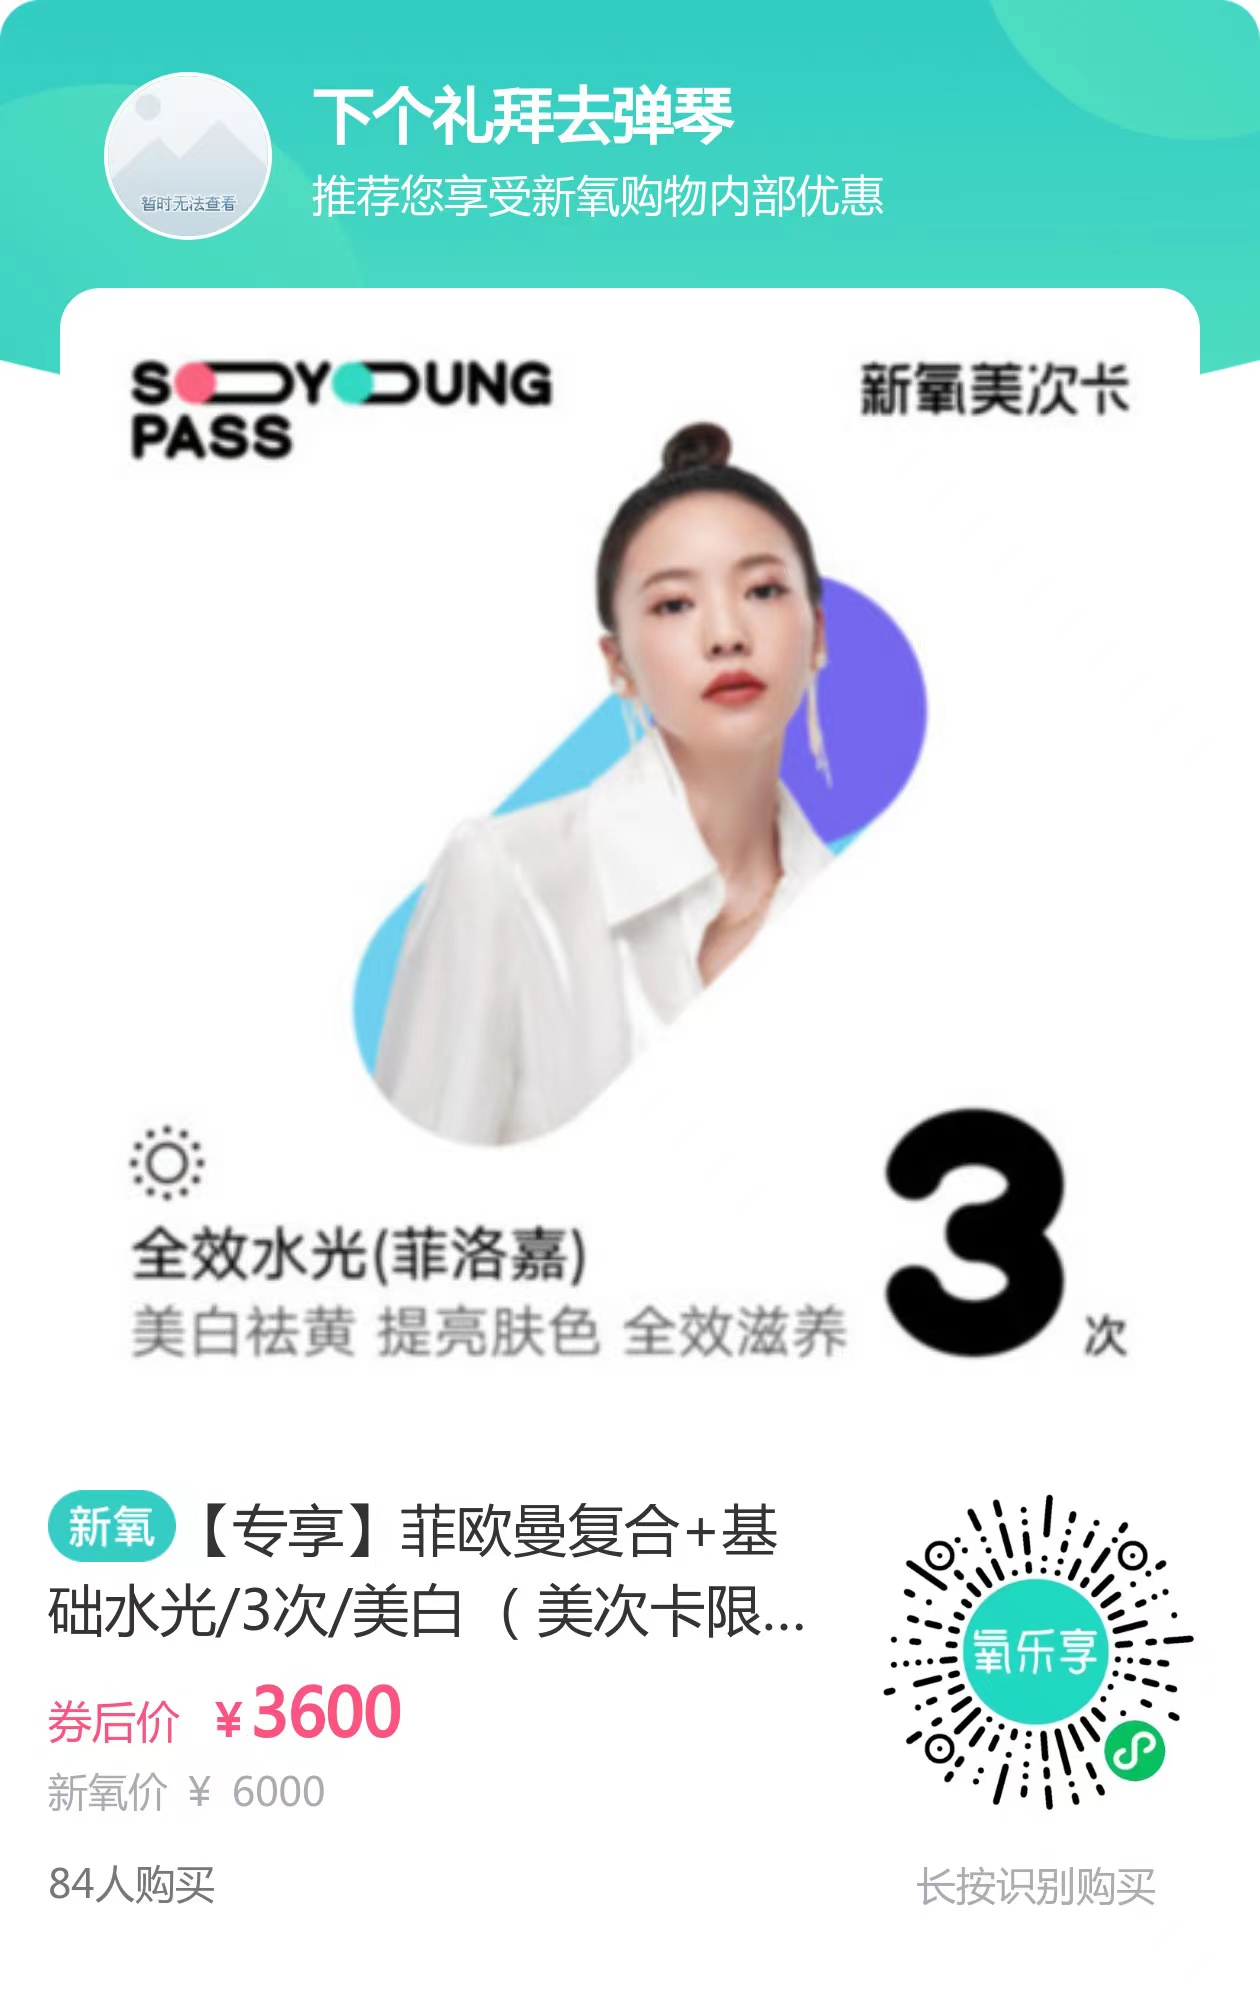 下个礼拜去弹琴
推荐您享受新氧购物内部优惠
暂时无法查看
SOYOUNG
PASS
新氧美次卡
全效水光(菲洛嘉)
美白祛黄 提亮肤色 全效滋养
3次
新氧【专享】菲欧曼复合+基
础水光/3次/美白（美次卡限...
券后价 ¥3600
新氧价 ¥ 6000
84人购买
氧乐享
长按识别购买